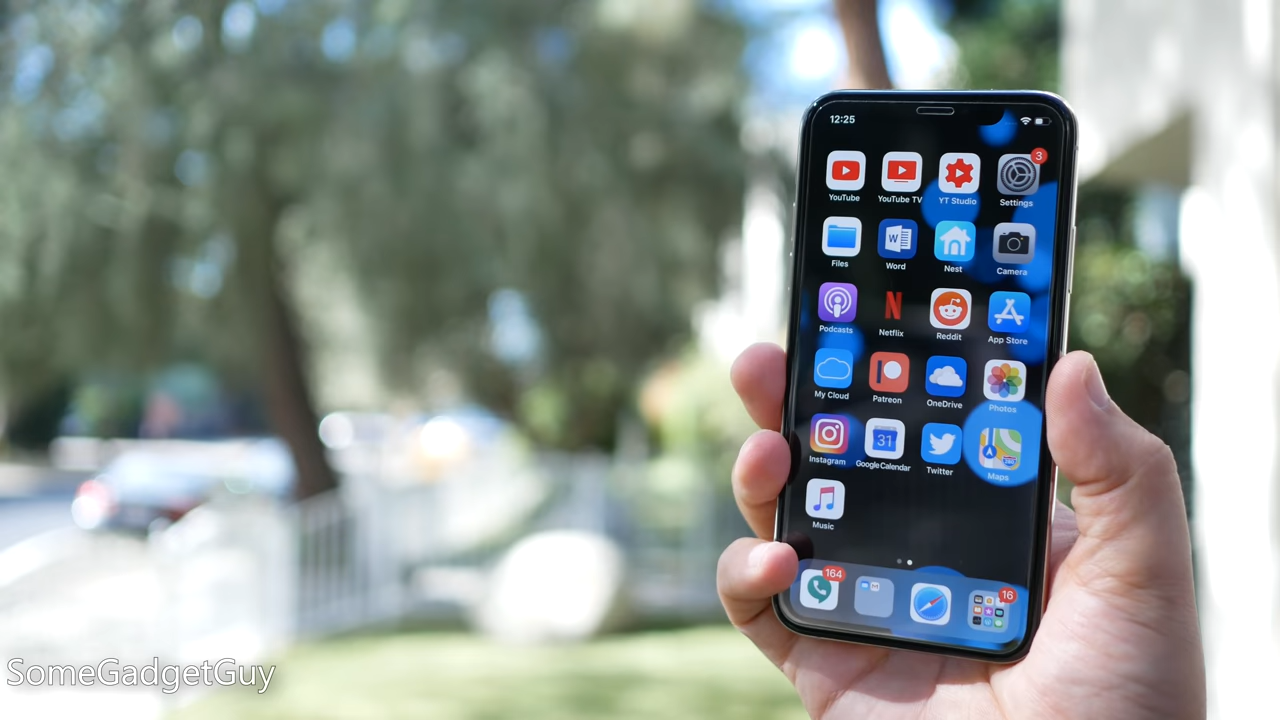 12:25
3
YouTube
YouTube TV
YT Studio
Settings
W
Files
Word
Nest
Camera
N
Podcasts
Netflix
Reddit
App Store
My Cloud
Patreon
OneDrive
Photos
31
Instagram
Google Calendar
Twitter
Maps
Music
164
16
SomeGadgetGuy